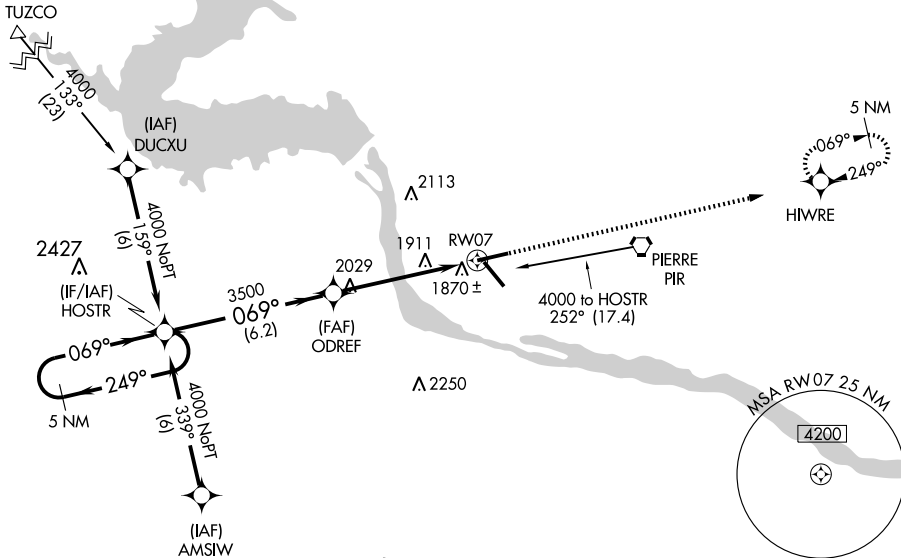 TUZCO
4000
133°
(23)
(IAF)
DUCXU
4000 NoPT
159°
(6)
2427
(IF/IAF)
HOSTR
069°
249°
5 NM
3500
069°
(6.2)
4000 NoPT
339°
(6)
(IAF)
AMSIW
2029
(FAF)
ODREF
2113
1911
RW07
1870 ±
2250
PIERRE
PIR
4000 to HOSTR
252° (17.4)
5 NM
069°
249°
HIWRE
MSA RW07 25 NM
4200